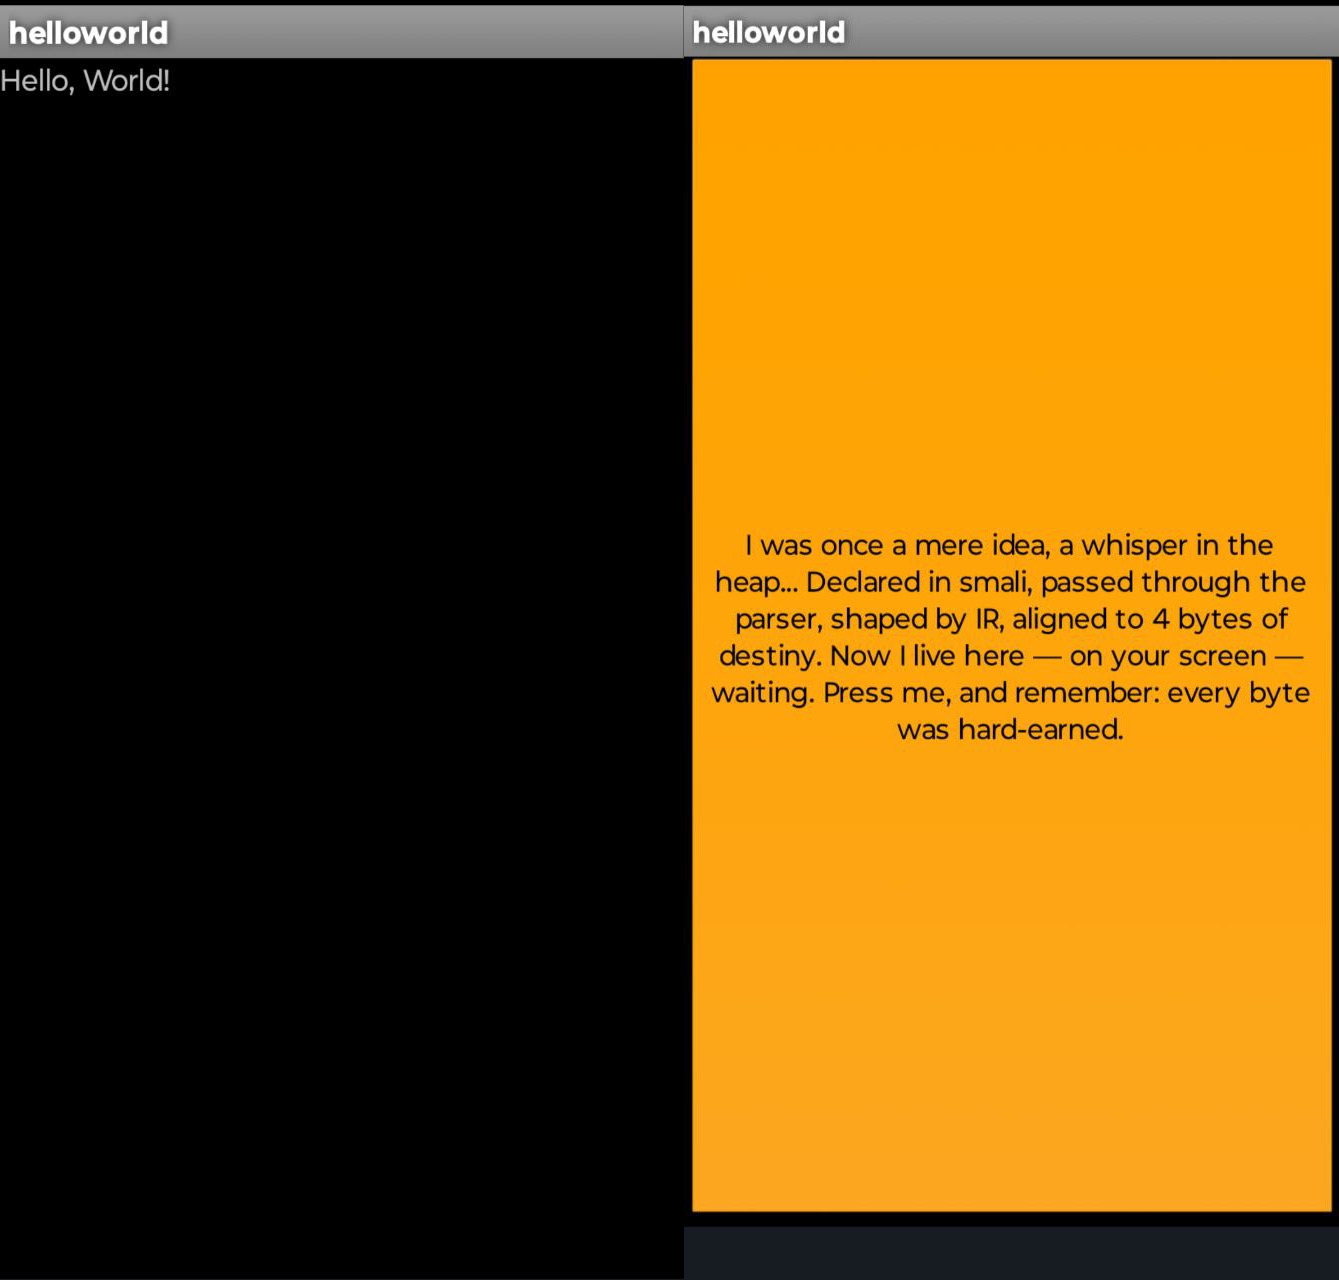 helloworld
Hello, World!
helloworld
I was once a mere idea, a whisper in the
heap... Declared in smali, passed through the
parser, shaped by IR, aligned to 4 bytes of
destiny. Now I live here — on your screen —
waiting. Press me, and remember: every byte
was hard-earned.